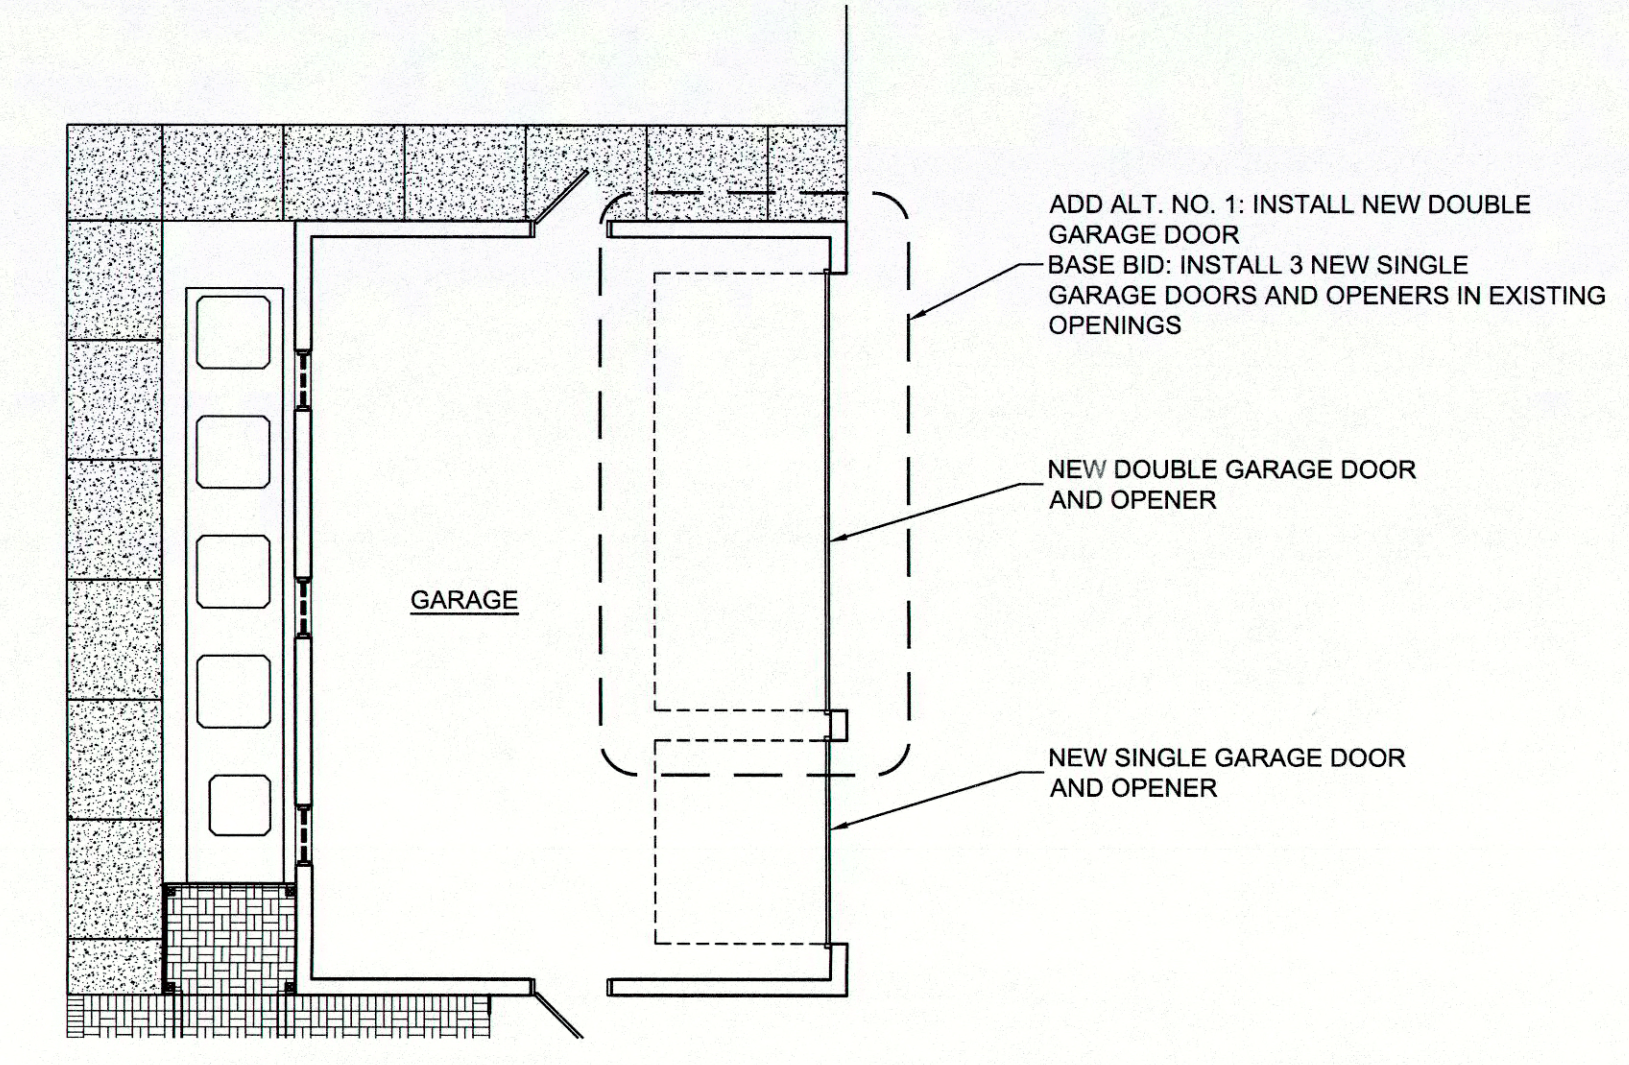 ADD ALT. NO. 1: INSTALL NEW DOUBLE
GARAGE DOOR
BASE BID: INSTALL 3 NEW SINGLE
GARAGE DOORS AND OPENERS IN EXISTING
OPENINGS
NEW DOUBLE GARAGE DOOR
AND OPENER
GARAGE
NEW SINGLE GARAGE DOOR
AND OPENER